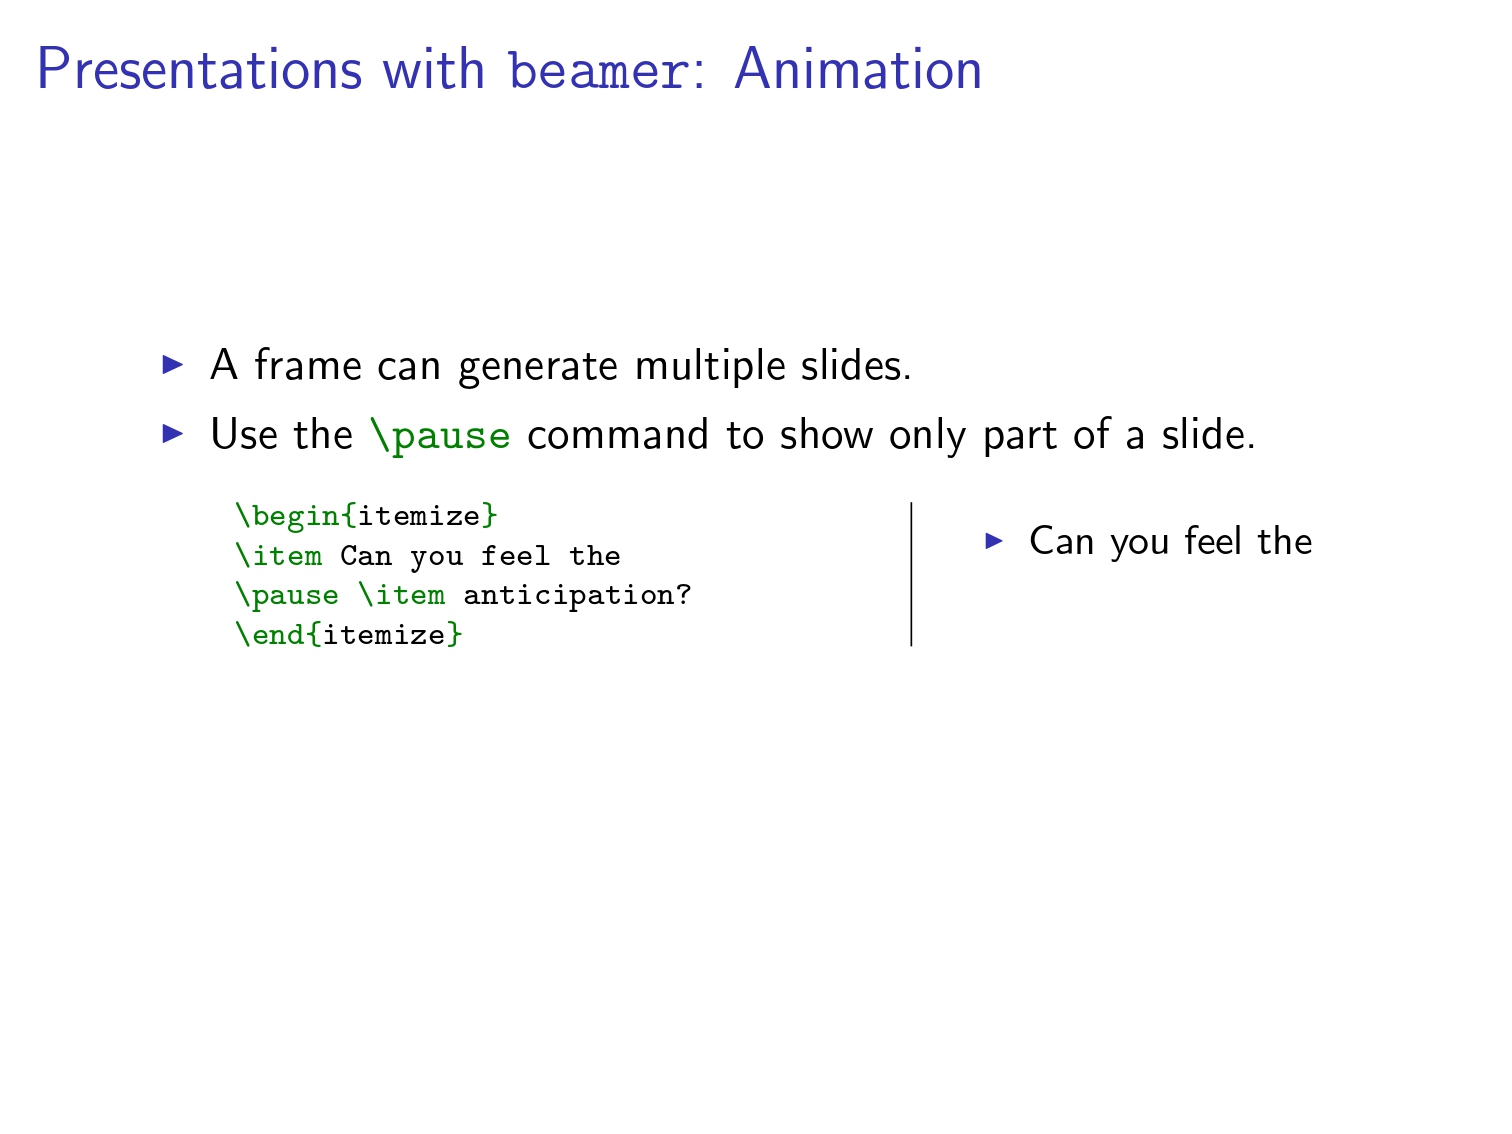 Presentations with beamer: Animation
▶ A frame can generate multiple slides.
▶ Use the \pause command to show only part of a slide.
\begin{itemize}
\item Can you feel the
\pause \item anticipation?
\end{itemize}
▶ Can you feel the